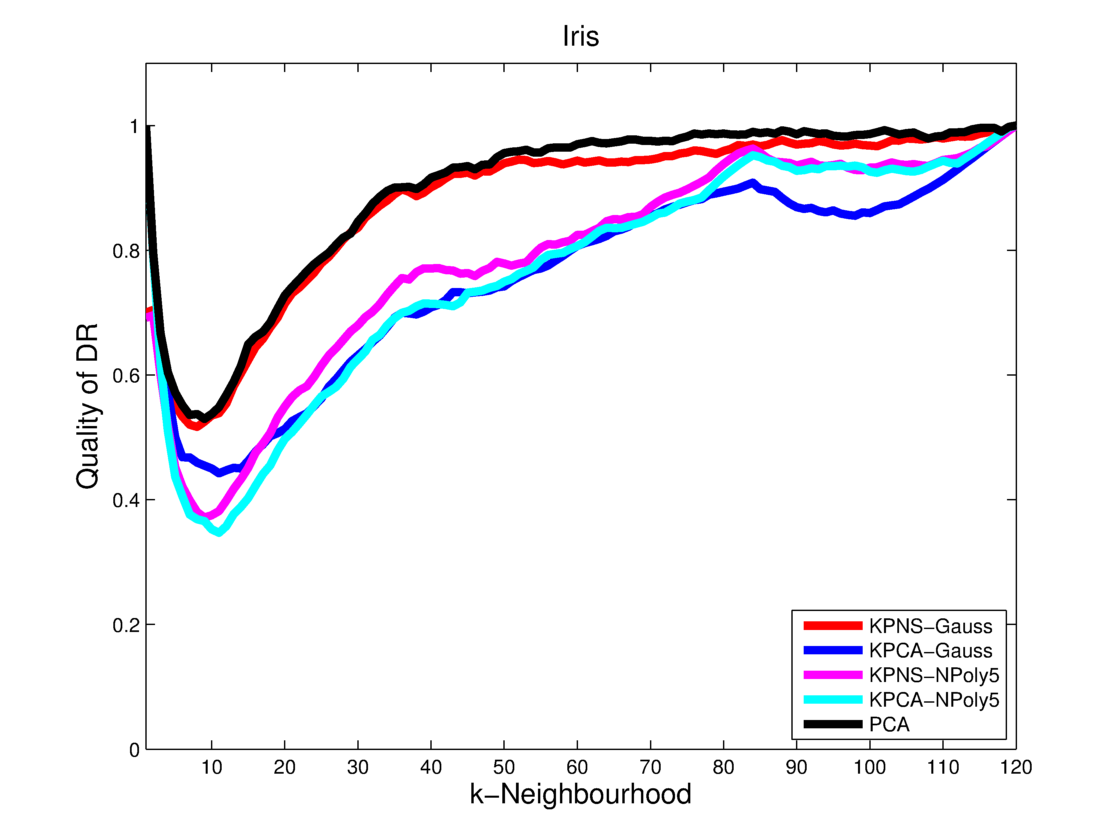 Iris
Quality of DR
1
0.8
0.6
0.4
0.2
0
10 20 30 40 50 60 70 80 90 100 110 120
k−Neighbourhood
KPNS−Gauss
KPCA−Gauss
KPNS−NPoly5
KPCA−NPoly5
PCA